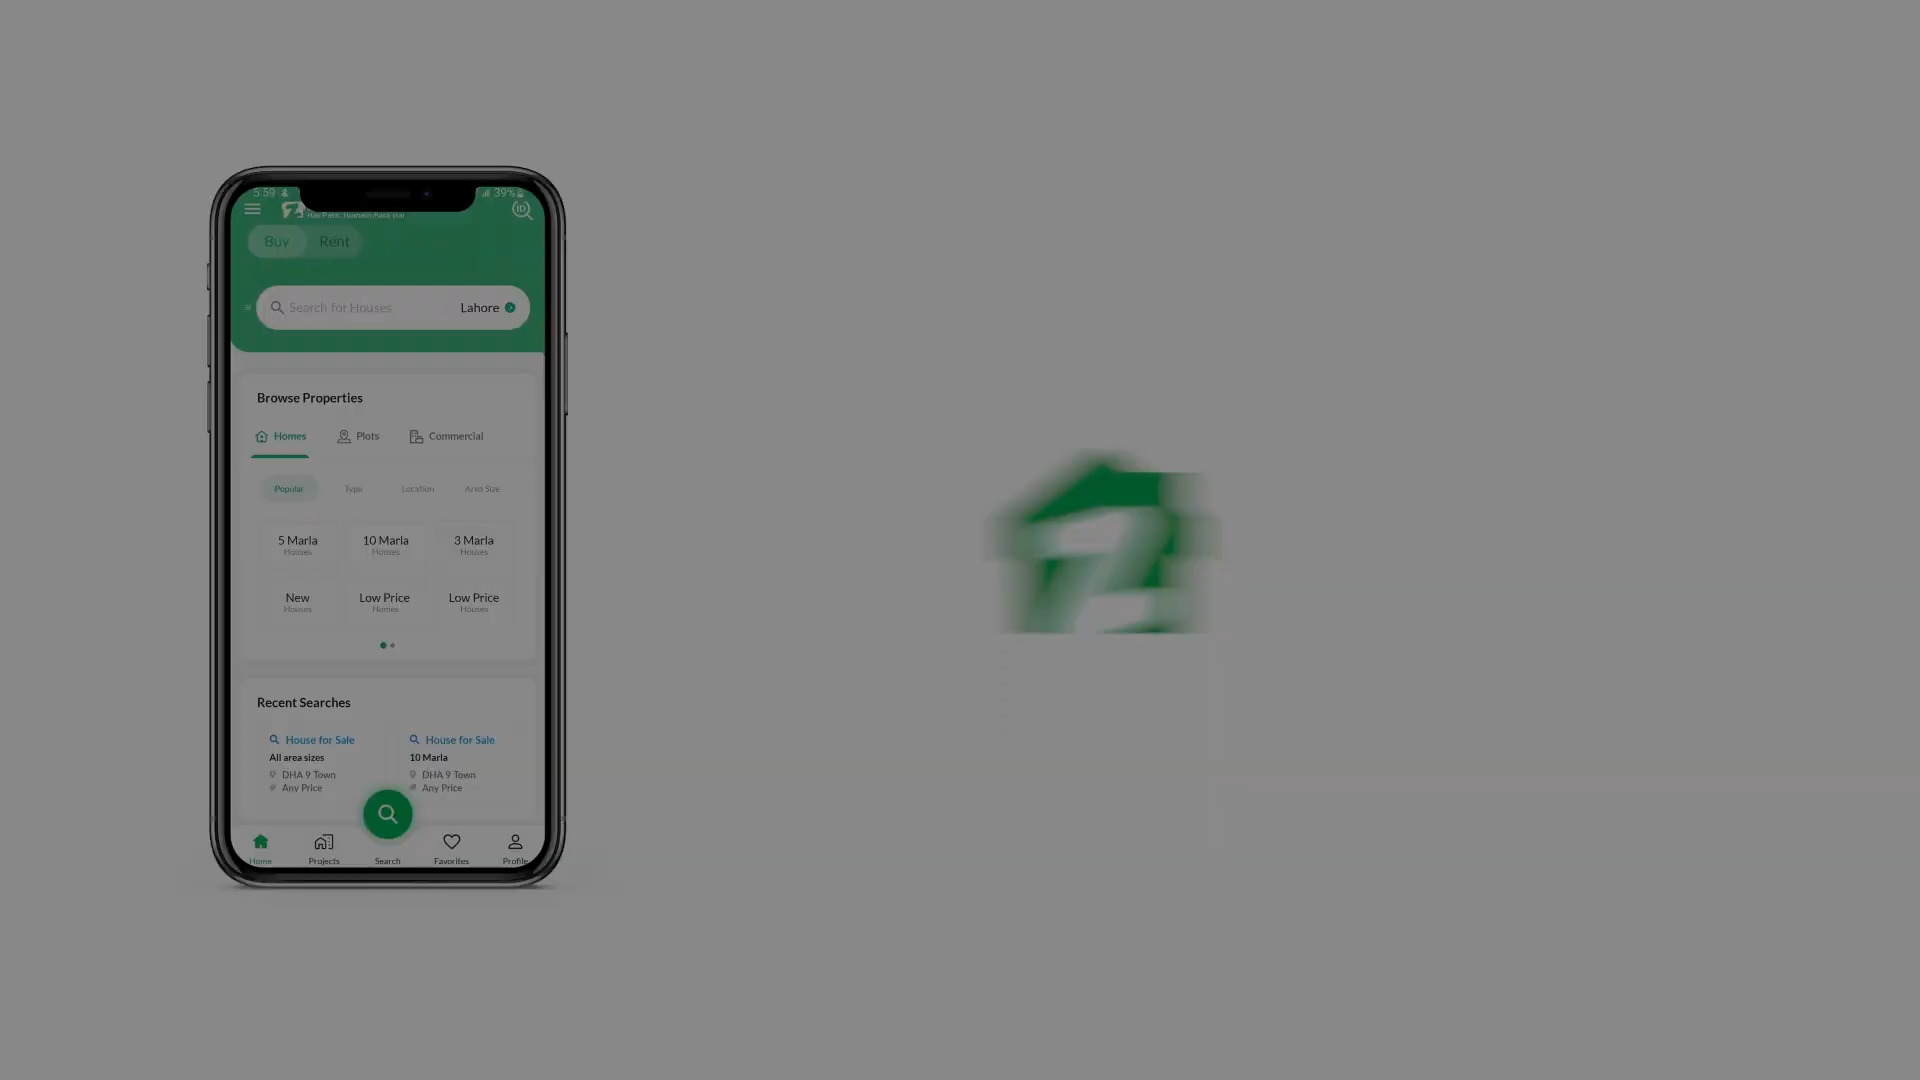 5:59
39%
Buy Rent
Search for Houses Lahore
Browse Properties
Homes Plots Commercial
Popular Type Location Area Size
5 Marla 10 Marla 3 Marla
Houses Houses Houses
New Low Price Low Price
Houses Homes Houses
Recent Searches
House for Sale House for Sale
All area sizes 10 Marla
DHA 9 Town DHA 9 Town
Any Price Any Price
Home Projects Search Favorites Profile